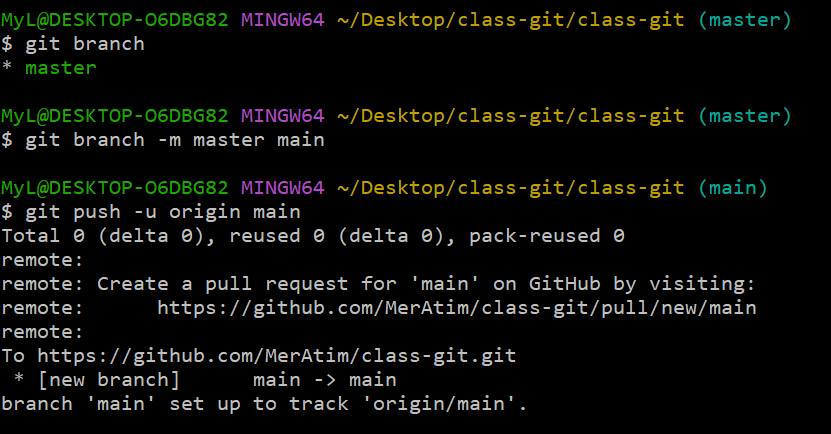 MyL@DESKTOP-O6DBG82 MINGW64 ~/Desktop/class-git/class-git (master)
$ git branch
* master
MyL@DESKTOP-O6DBG82 MINGW64 ~/Desktop/class-git/class-git (master)
$ git branch -m master main
MyL@DESKTOP-O6DBG82 MINGW64 ~/Desktop/class-git/class-git (main)
$ git push -u origin main
Total 0 (delta 0), reused 0 (delta 0), pack-reused 0
remote:
remote: Create a pull request for 'main' on GitHub by visiting:
remote:      https://github.com/MerAtim/class-git/pull/new/main
remote:
To https://github.com/MerAtim/class-git.git
 * [new branch]      main -> main
branch 'main' set up to track 'origin/main'.